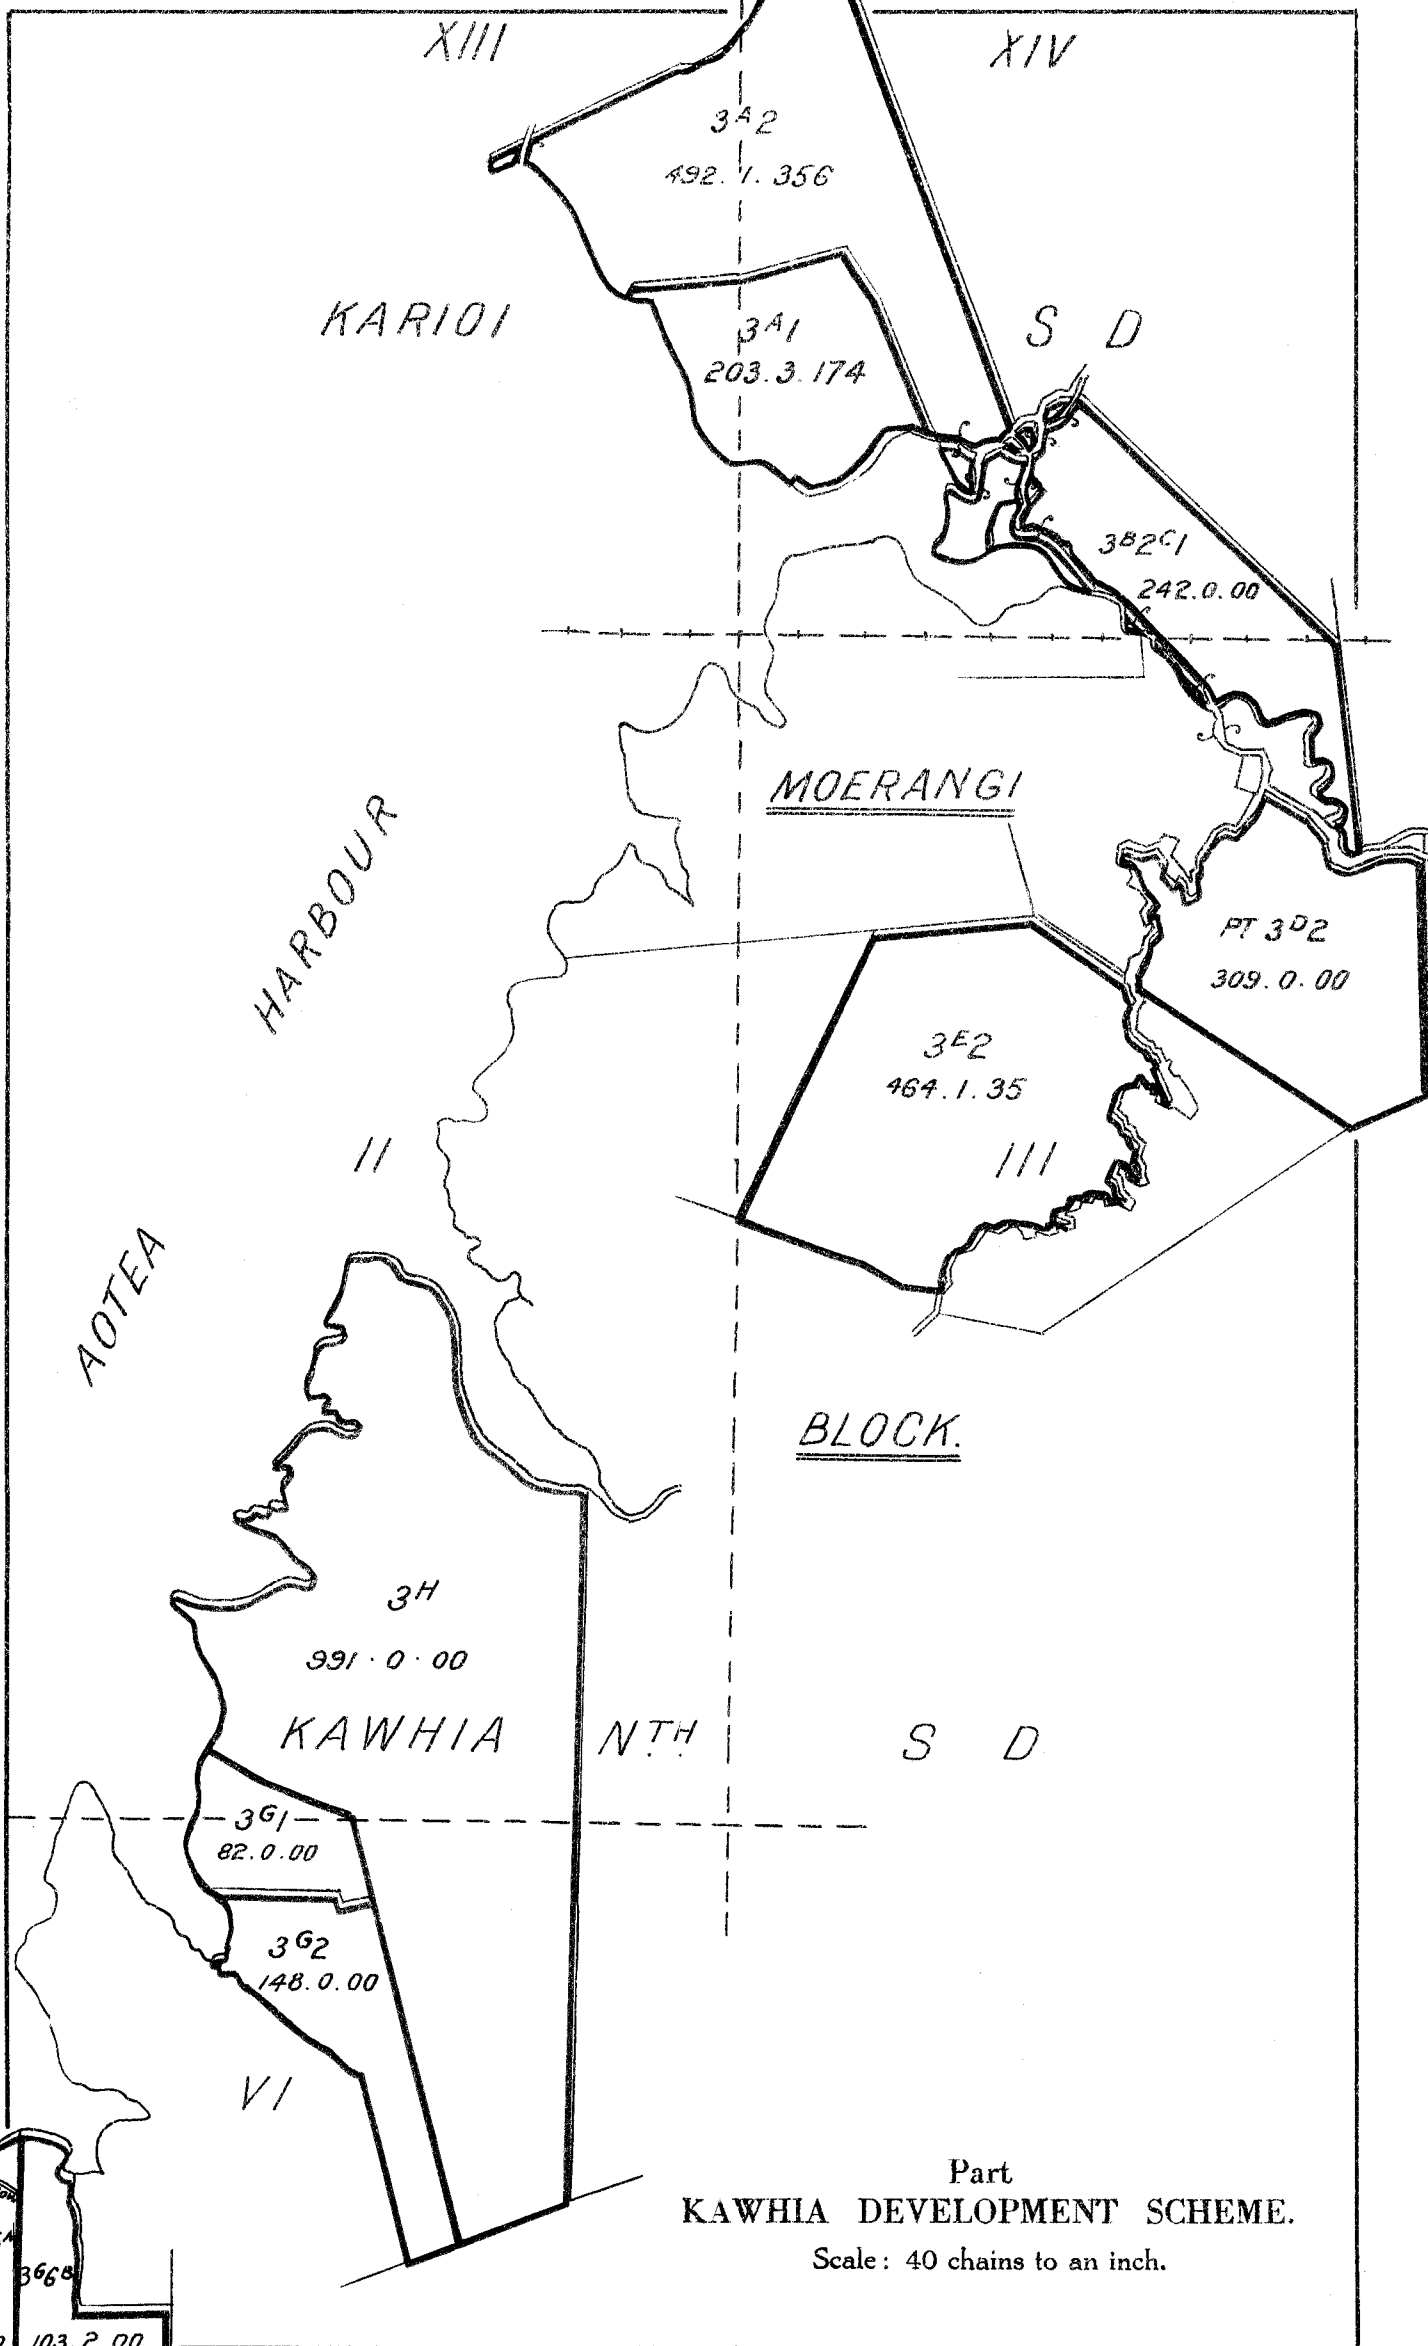 XIII
XIV
3A2
492.1.356
KARIOI
S D
3A1
203.3.174
3B2C1
242.0.00
MOERANGI
HARBOUR
PT 3D2
309.0.00
3E2
464.1.35
II
III
AOTEA
BLOCK.
3H
991.0.00
KAWHIA NTH. S D
3G1
82.0.00
3G2
148.0.00
VI
Part
KAWHIA DEVELOPMENT SCHEME.
Scale: 40 chains to an inch.
3G6B
103.2.00